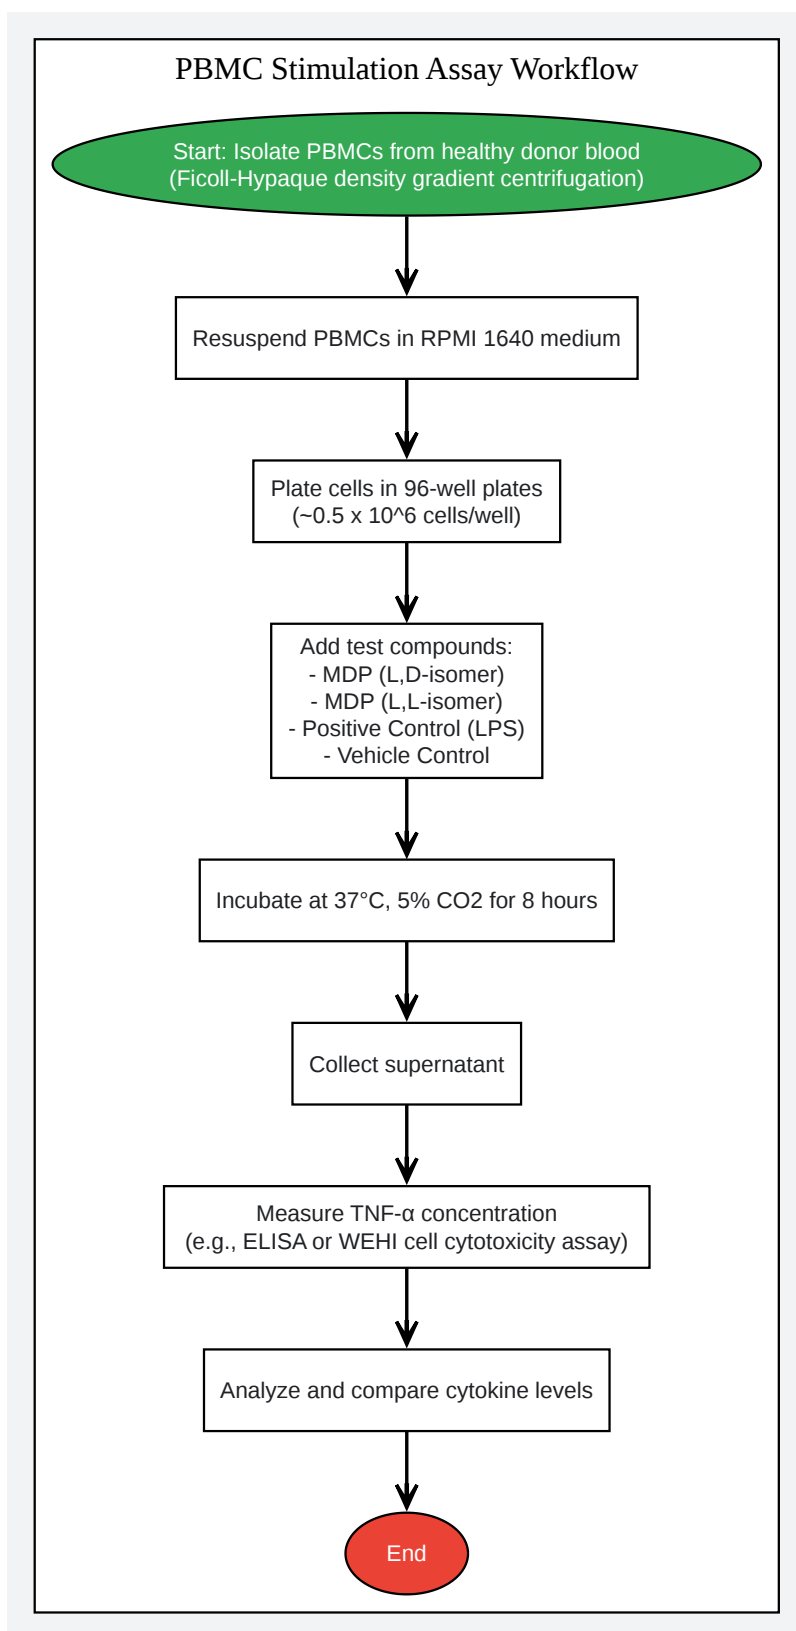 PBMC Stimulation Assay Workflow
Start: Isolate PBMCs from healthy donor blood
(Ficoll-Hypaque density gradient centrifugation)
Resuspend PBMCs in RPMI 1640 medium
Plate cells in 96-well plates
(~0.5 x 10^6 cells/well)
Add test compounds:
- MDP (L,D-isomer)
- MDP (L,L-isomer)
- Positive Control (LPS)
- Vehicle Control
Incubate at 37°C, 5% CO2 for 8 hours
Collect supernatant
Measure TNF-α concentration
(e.g., ELISA or WEHI cell cytotoxicity assay)
Analyze and compare cytokine levels
End